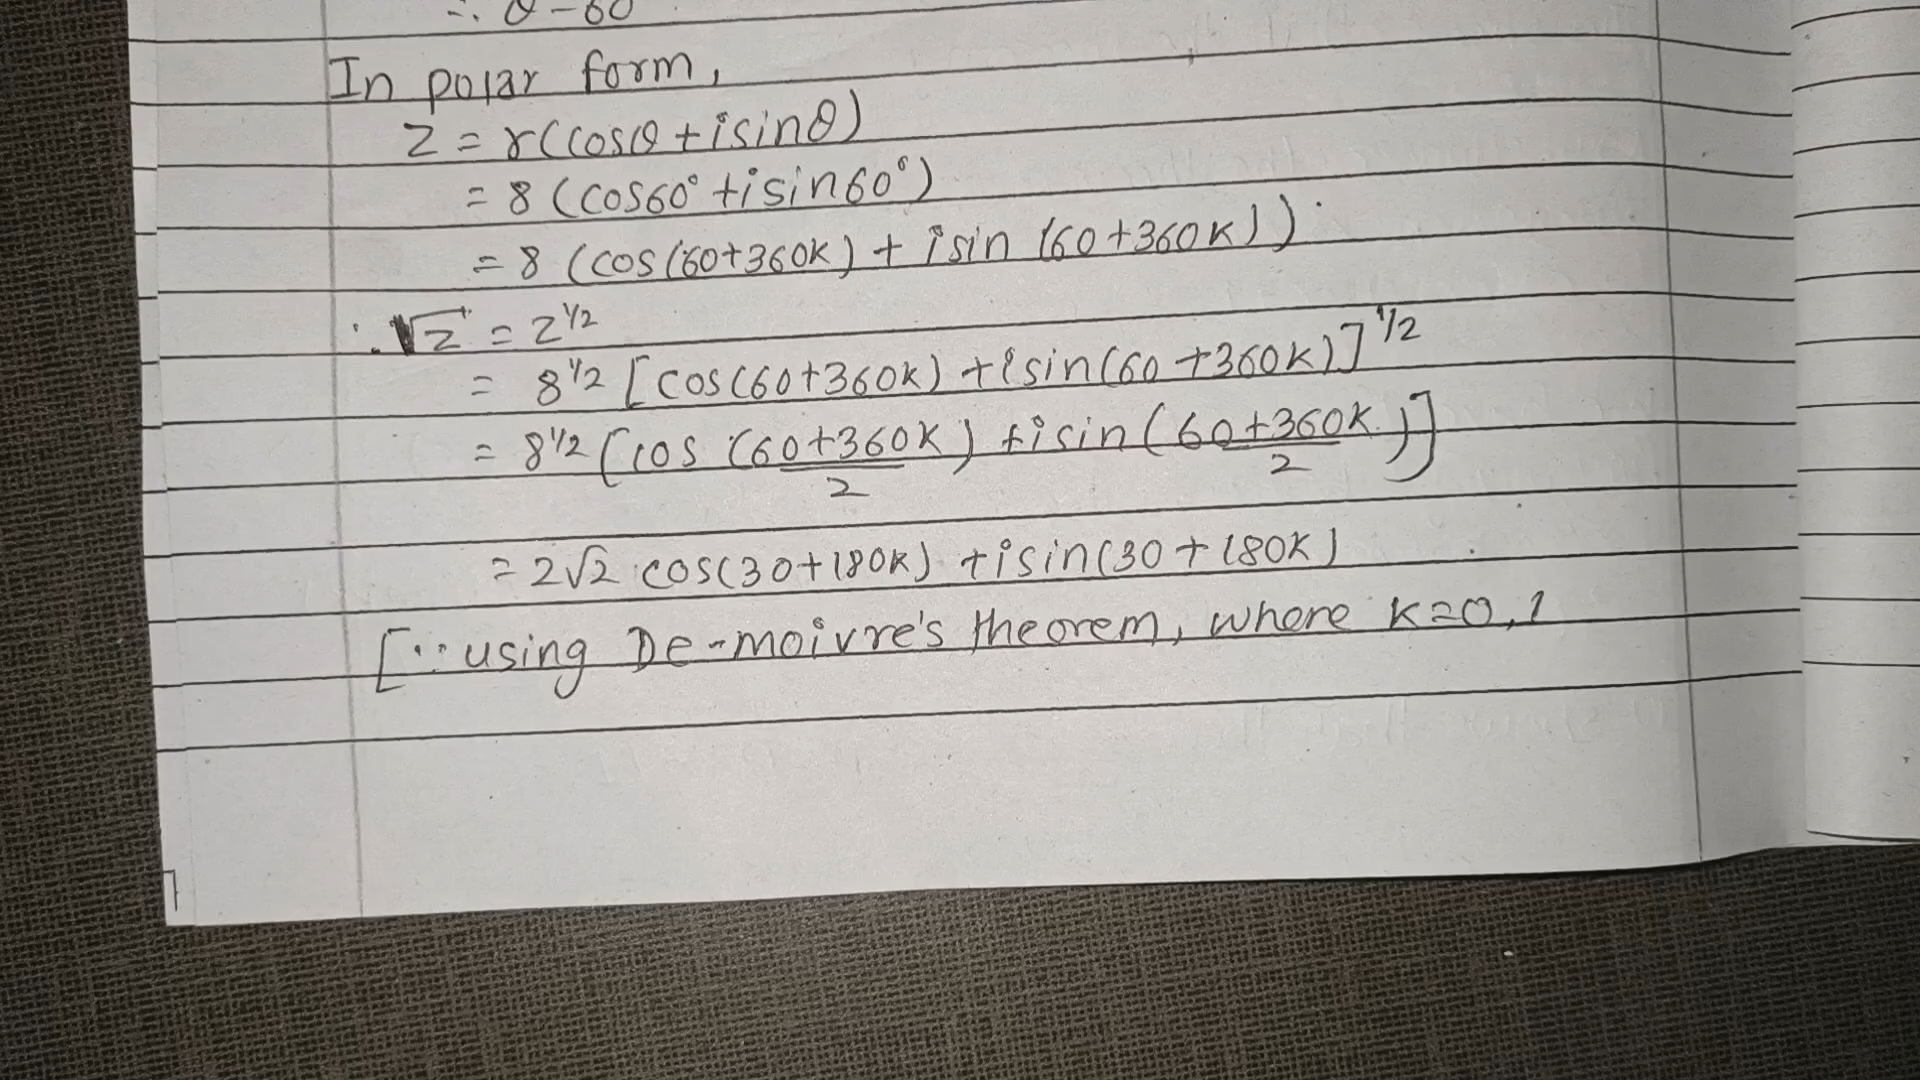 ∴ θ = 60
In polar form,
z = r(cosθ + isinθ)
= 8 (cos60° + isin60°)
= 8 (cos(60+360k) + isin (60+360k))
∴ √z = z^1/2
= 8^1/2 [cos(60+360k) + isin(60+360k)]^1/2
= 8^1/2 [cos (60+360k)/2 + isin (60+360k)/2]
= 2√2 cos(30+180k) + isin(30+180k)
[∵ using De-moivre's theorem, where k=0,1